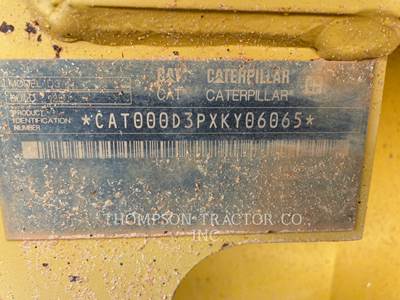 MODEL
CAT CATERPILLAR
CAT CATERPILLAR
PRODUCT
IDENTIFICATION
NUMBER
*CAT000D3PXKY06065*
THOMPSON TRACTOR CO.,
INC.